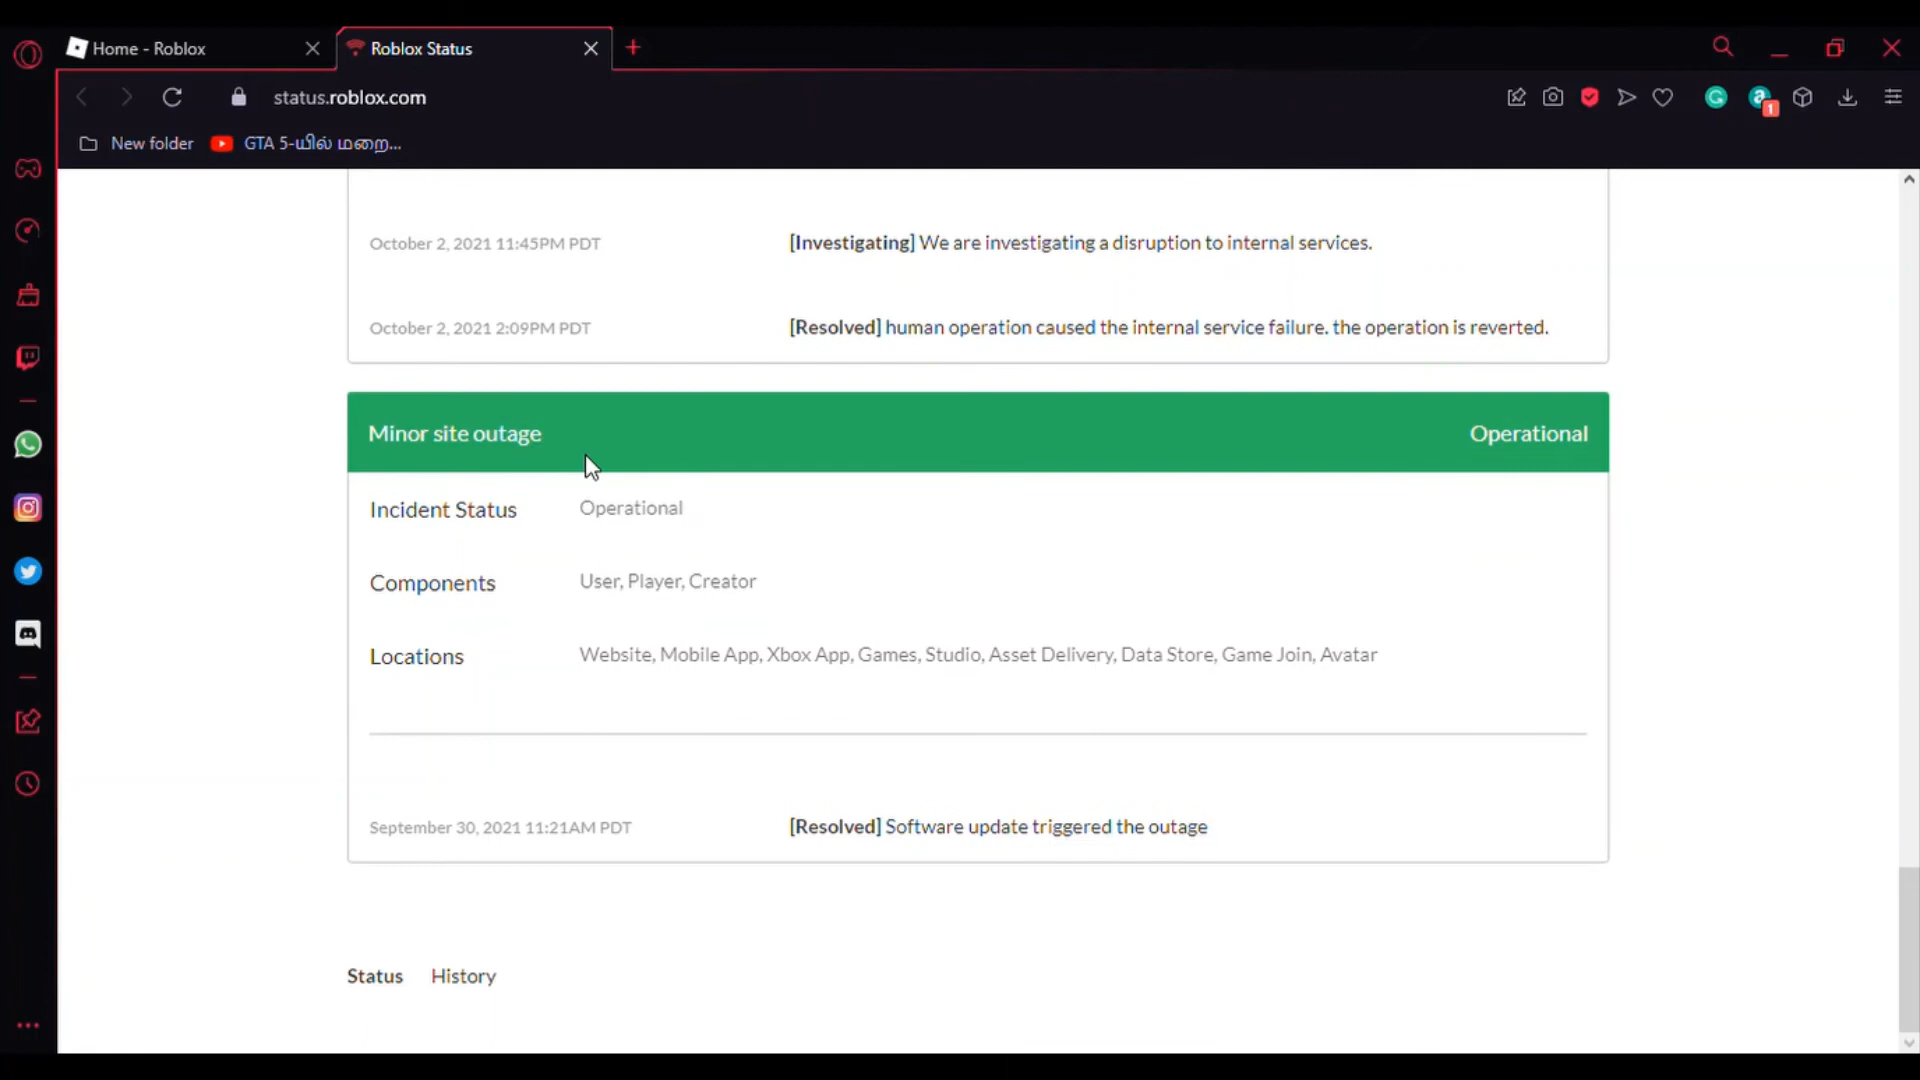 Home - Roblox
Roblox Status
status.roblox.com
1
New folder
GTA 5-யில் மறை...
October 2, 2021 11:45PM PDT
[Investigating] We are investigating a disruption to internal services.
October 2, 2021 2:09PM PDT
[Resolved] human operation caused the internal service failure. the operation is reverted.
Minor site outage
Operational
Incident Status
Operational
Components
User, Player, Creator
Locations
Website, Mobile App, Xbox App, Games, Studio, Asset Delivery, Data Store, Game Join, Avatar
September 30, 2021 11:21AM PDT
[Resolved] Software update triggered the outage
Status
History